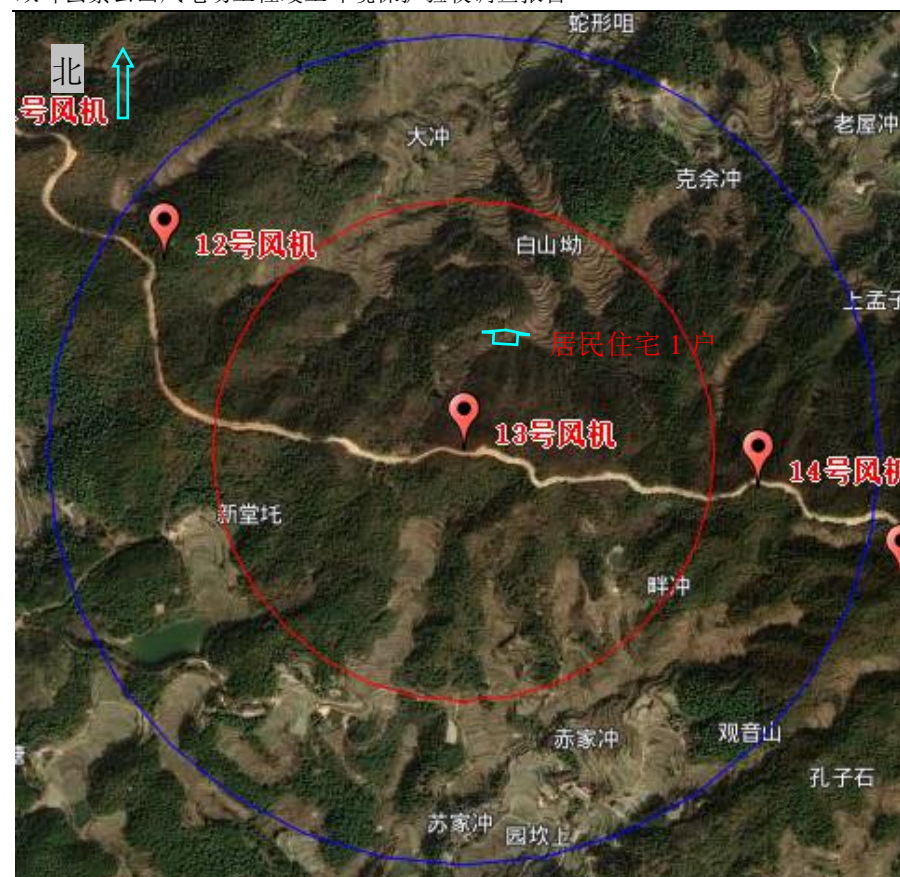 蛇形咀
北
号风机
老屋冲
大冲
克余冲
12号风机
白山坳
上孟子
居民住宅 1 户
13号风机
14号风机
新堂圫
畔冲
赤家冲
观音山
孔子石
苏家冲
园坎上